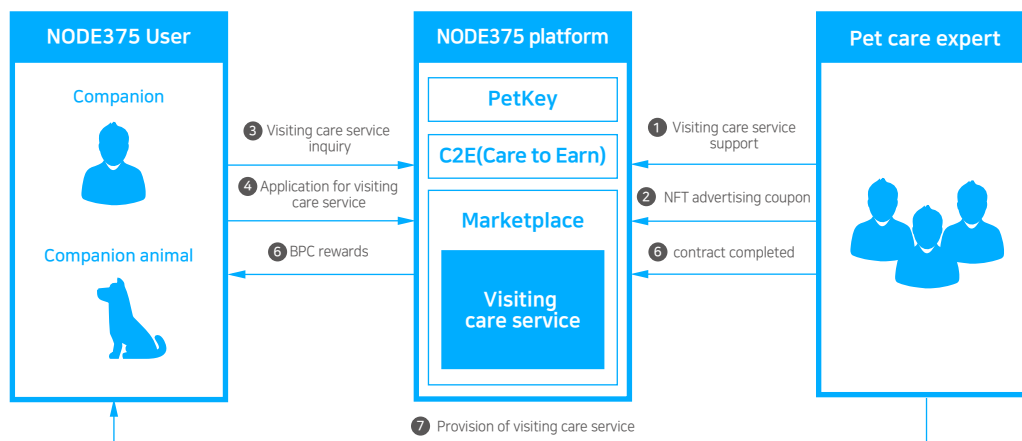 NODE375 User
Companion
Companion animal
3 Visiting care service
inquiry
4 Application for visiting
care service
6 BPC rewards
NODE375 platform
PetKey
C2E(Care to Earn)
Marketplace
Visiting
care service
1 Visiting care service
support
2 NFT advertising coupon
6 contract completed
Pet care expert
7 Provision of visiting care service